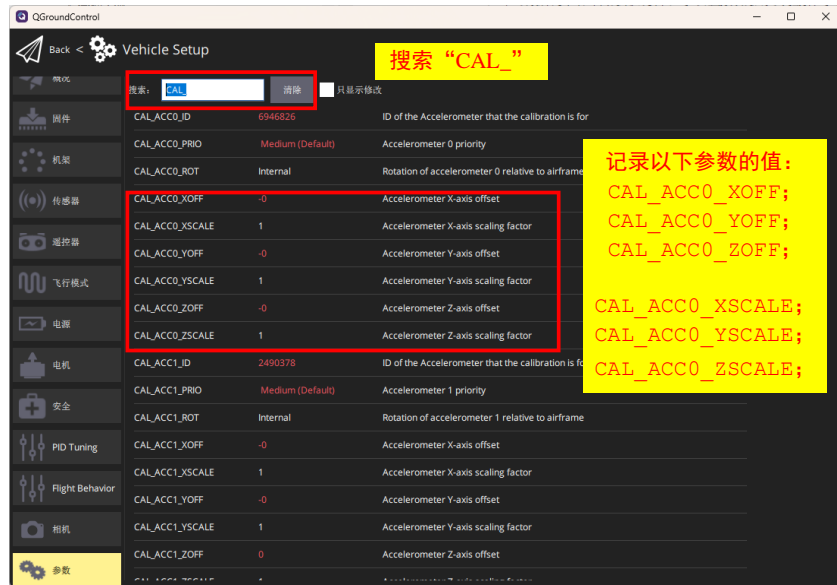 QGroundControl
Back < Vehicle Setup
搜索“CAL_”
概况
固件
机架
传感器
遥控器
飞行模式
电源
电机
安全
PID Tuning
Flight Behavior
相机
参数
搜索: CAL_ 清除 只显示修改
CAL_ACC0_ID 6946826 ID of the Accelerometer that the calibration is for
CAL_ACC0_PRIO Medium (Default) Accelerometer 0 priority
CAL_ACC0_ROT Internal Rotation of accelerometer 0 relative to airframe
CAL_ACC0_XOFF -0 Accelerometer X-axis offset
CAL_ACC0_XSCALE 1 Accelerometer X-axis scaling factor
CAL_ACC0_YOFF -0 Accelerometer Y-axis offset
CAL_ACC0_YSCALE 1 Accelerometer Y-axis scaling factor
CAL_ACC0_ZOFF -0 Accelerometer Z-axis offset
CAL_ACC0_ZSCALE 1 Accelerometer Z-axis scaling factor
CAL_ACC1_ID 2490378 ID of the Accelerometer that the calibration is fo
CAL_ACC1_PRIO Medium (Default) Accelerometer 1 priority
CAL_ACC1_ROT Internal Rotation of accelerometer 1 relative to airframe
CAL_ACC1_XOFF -0 Accelerometer X-axis offset
CAL_ACC1_XSCALE 1 Accelerometer X-axis scaling factor
CAL_ACC1_YOFF -0 Accelerometer Y-axis offset
CAL_ACC1_YSCALE 1 Accelerometer Y-axis scaling factor
CAL_ACC1_ZOFF 0 Accelerometer Z-axis offset
记录以下参数的值：
CAL_ACC0_XOFF;
CAL_ACC0_YOFF;
CAL_ACC0_ZOFF;
CAL_ACC0_XSCALE;
CAL_ACC0_YSCALE;
CAL_ACC0_ZSCALE;